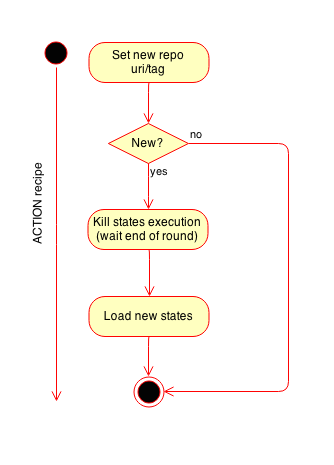 Set new repo
uri/tag
New?
no
yes
ACTION recipe
Kill states execution
(wait end of round)
Load new states